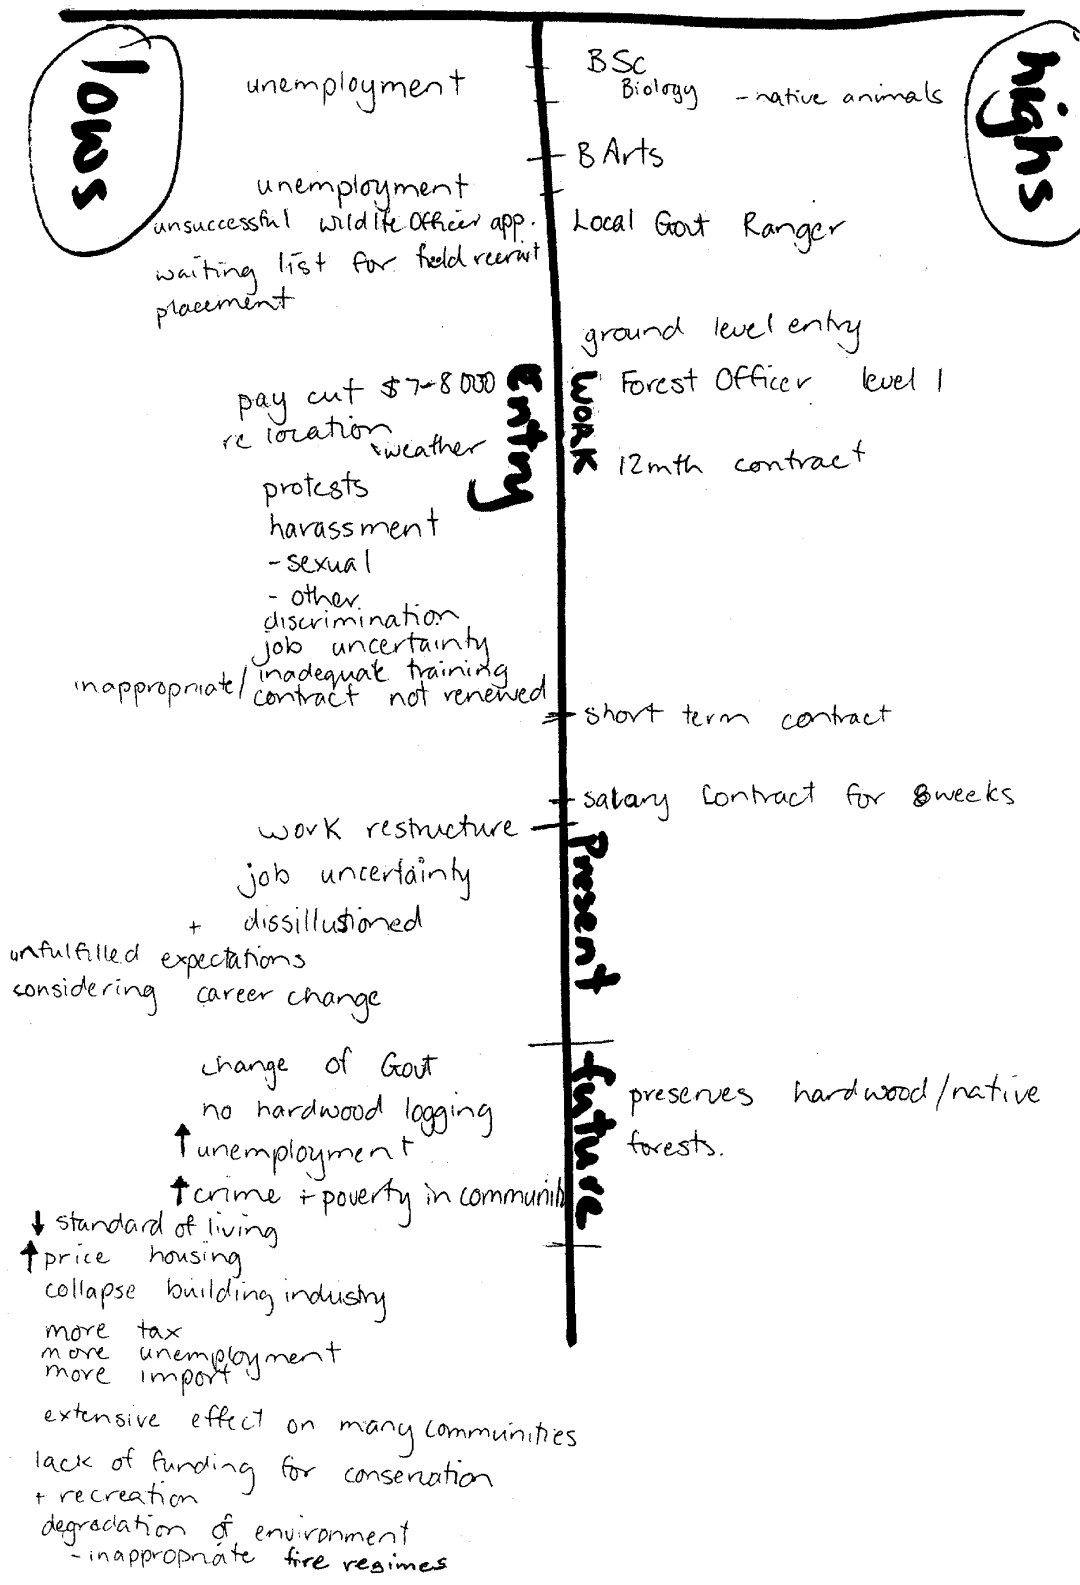 lows
highs
unemployment
BSc
Biology - native animals
B Arts
unemployment
unsuccessful wildlife Officer app.
Local Govt Ranger
waiting list for field recruit
placement
ground level entry
Entry
WORK
pay cut $7-8000
Forest Officer level 1
relocation
weather
12mth contract
protests
harassment
- sexual
- other
discrimination
job uncertainty
inappropriate/inadequate training
contract not renewed
short term contract
salary contract for 8 weeks
work restructure
Present
job uncertainty
+ dissillusioned
unfulfilled expectations
considering career change
future
change of Govt
no hardwood logging
preserves hardwood/native
forests.
↑ unemployment
↑ crime + poverty in community
↓ standard of living
↑ price housing
collapse building industry
more tax
more unemployment
more import
extensive effect on many communities
lack of funding for conservation
+ recreation
degradation of environment
- inappropriate fire regimes